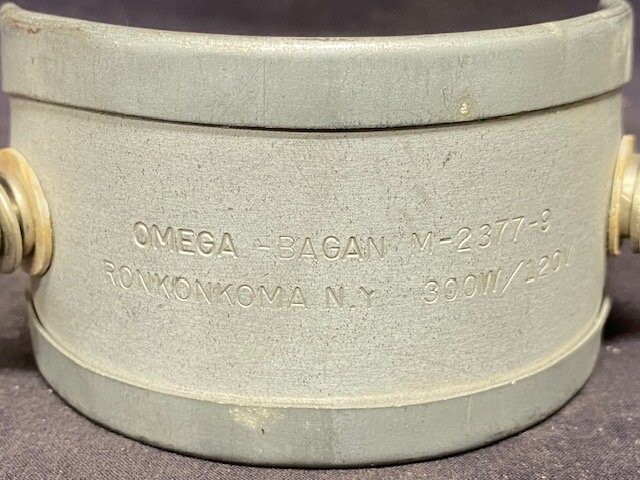 OMEGA -BAGAN M-2377-9
RONKONKOMA N.Y 300W/120V